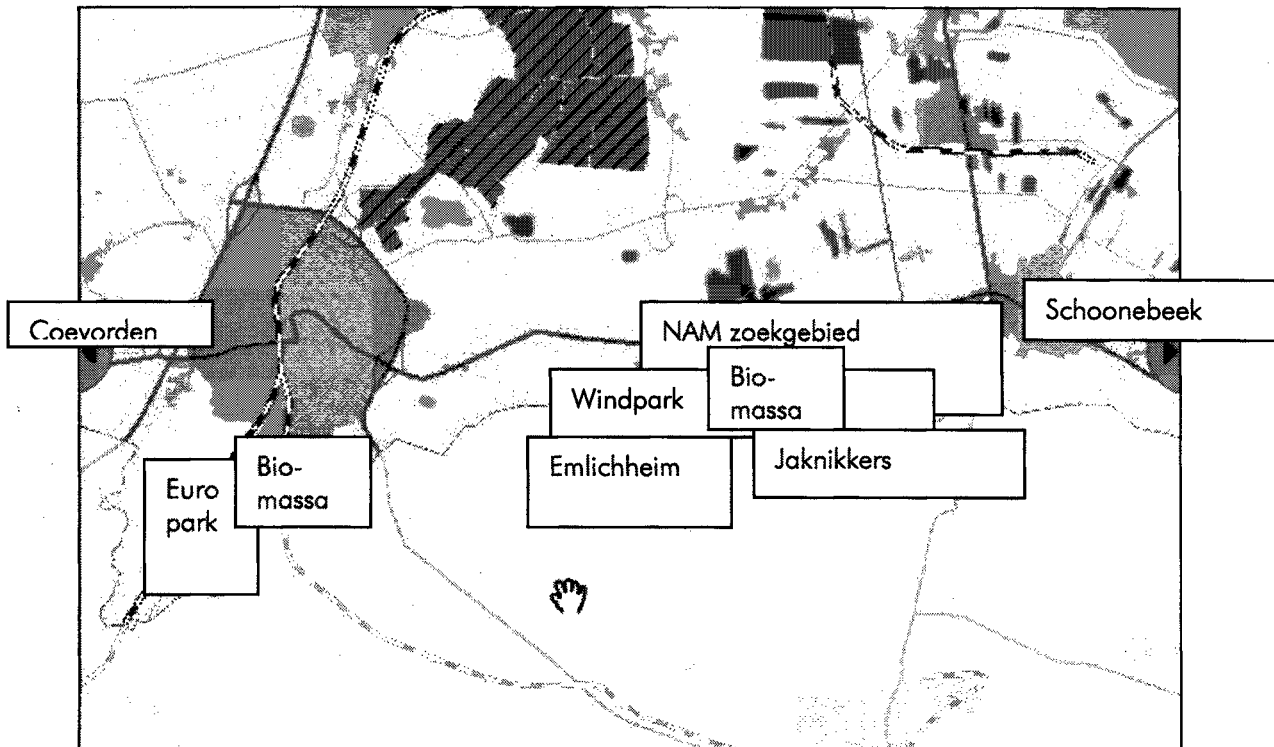 Coevorden
NAM zoekgebied
Schoonebeek
Windpark
Bio-
massa
Emlichheim
Jaknikkers
Euro
park
Bio-
massa